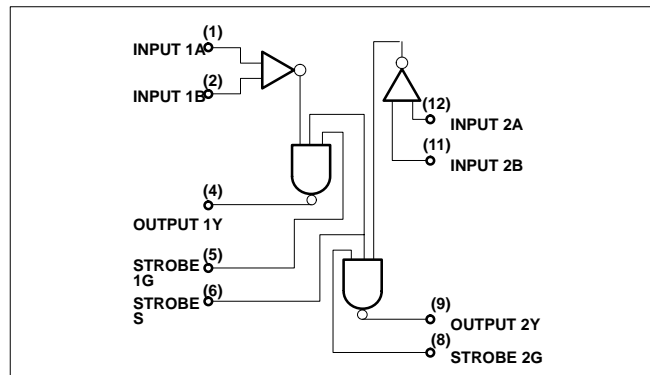 (1)
INPUT 1A
(2)
INPUT 1B
(12)
INPUT 2A
(11)
INPUT 2B
(4)
OUTPUT 1Y
(5)
STROBE
1G
(6)
STROBE
S
(9)
OUTPUT 2Y
(8)
STROBE 2G